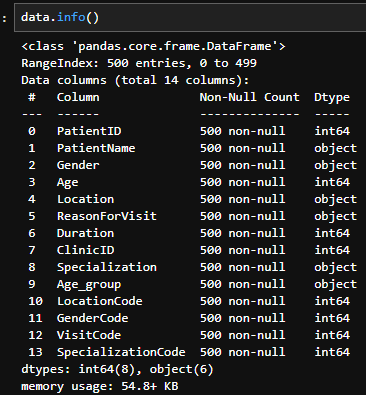 : data.info()
<class 'pandas.core.frame.DataFrame'>
RangeIndex: 500 entries, 0 to 499
Data columns (total 14 columns):
 #   Column              Non-Null Count  Dtype
---  ------              --------------  -----
 0   PatientID           500 non-null    int64
 1   PatientName         500 non-null    object
 2   Gender              500 non-null    object
 3   Age                 500 non-null    int64
 4   Location            500 non-null    object
 5   ReasonForVisit      500 non-null    object
 6   Duration            500 non-null    int64
 7   ClinicID            500 non-null    int64
 8   Specialization      500 non-null    object
 9   Age_group           500 non-null    object
 10  LocationCode        500 non-null    int64
 11  GenderCode          500 non-null    int64
 12  VisitCode           500 non-null    int64
 13  SpecializationCode  500 non-null    int64
dtypes: int64(8), object(6)
memory usage: 54.8+ KB